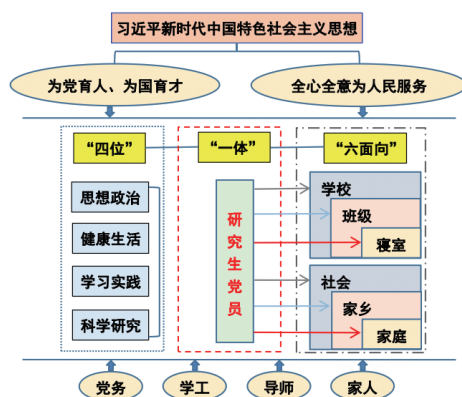 习近平新时代中国特色社会主义思想
为党育人、为国育才
全心全意为人民服务
“四位”
“一体”
“六面向”
思想政治
健康生活
学习实践
科学研究
研究生党员
学校
班级
寝室
社会
家乡
家庭
党务
学工
导师
家人